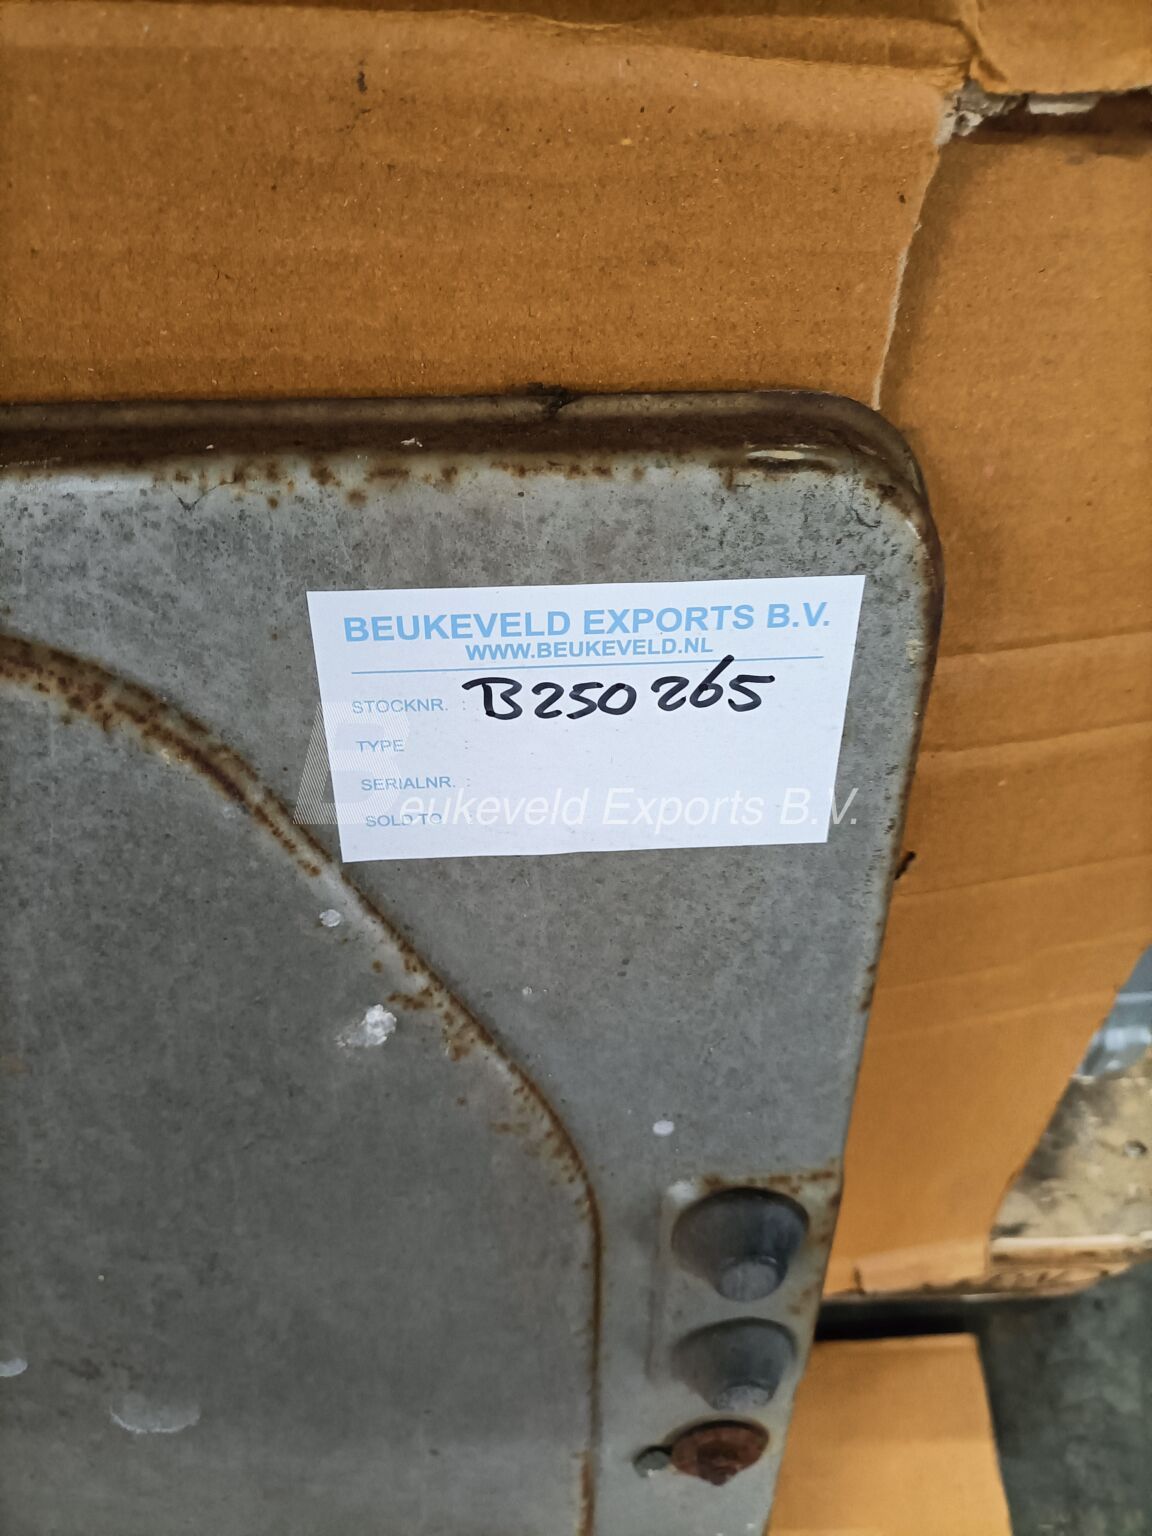 BEUKEVELD EXPORTS B.V.
WWW.BEUKEVELD.NL
STOCKNR. : B250265
TYPE :
SERIALNR. :
SOLD TO :
Beukeveld Exports B.V.